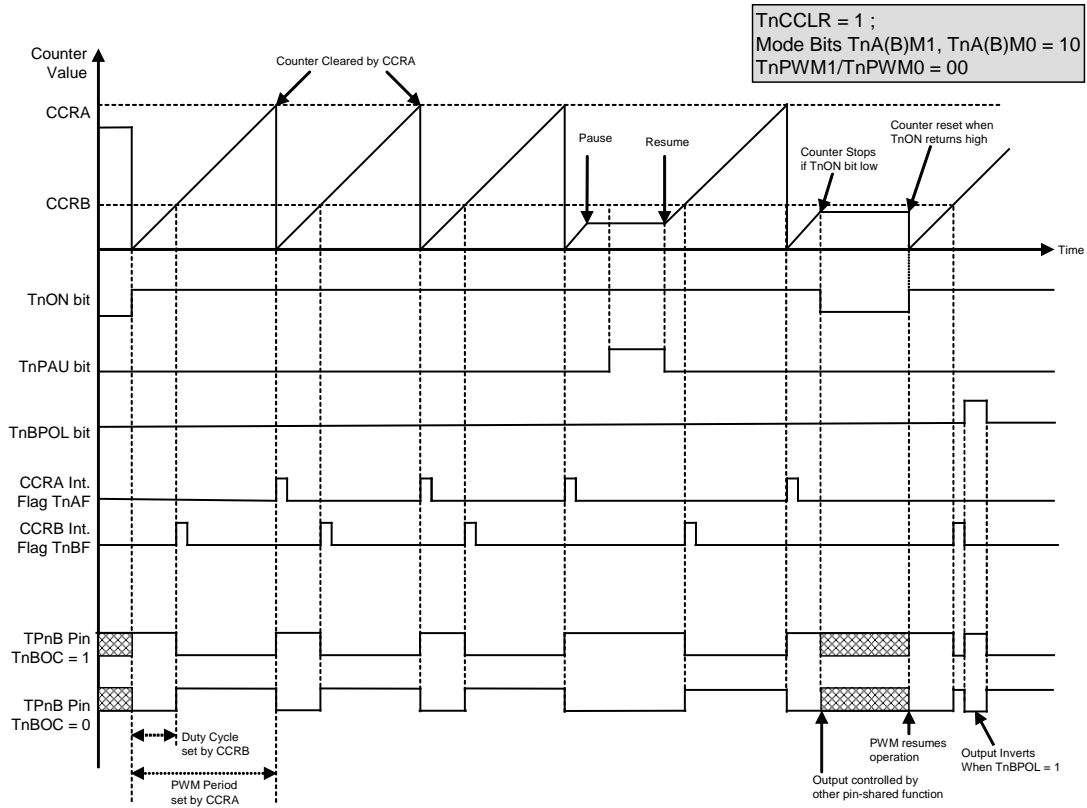 TnCCLR = 1 ;
Mode Bits TnA(B)M1, TnA(B)M0 = 10
TnPWM1/TnPWM0 = 00
Counter
Value
Counter Cleared by CCRA
CCRA
Pause
Resume
Counter Stops
if TnON bit low
Counter reset when
TnON returns high
CCRB
Time
TnON bit
TnPAU bit
TnBPOL bit
CCRA Int.
Flag TnAF
CCRB Int.
Flag TnBF
TPnB Pin
TnBOC = 1
TPnB Pin
TnBOC = 0
Duty Cycle
set by CCRB
PWM Period
set by CCRA
Output controlled by
other pin-shared function
PWM resumes
operation
Output Inverts
When TnBPOL = 1